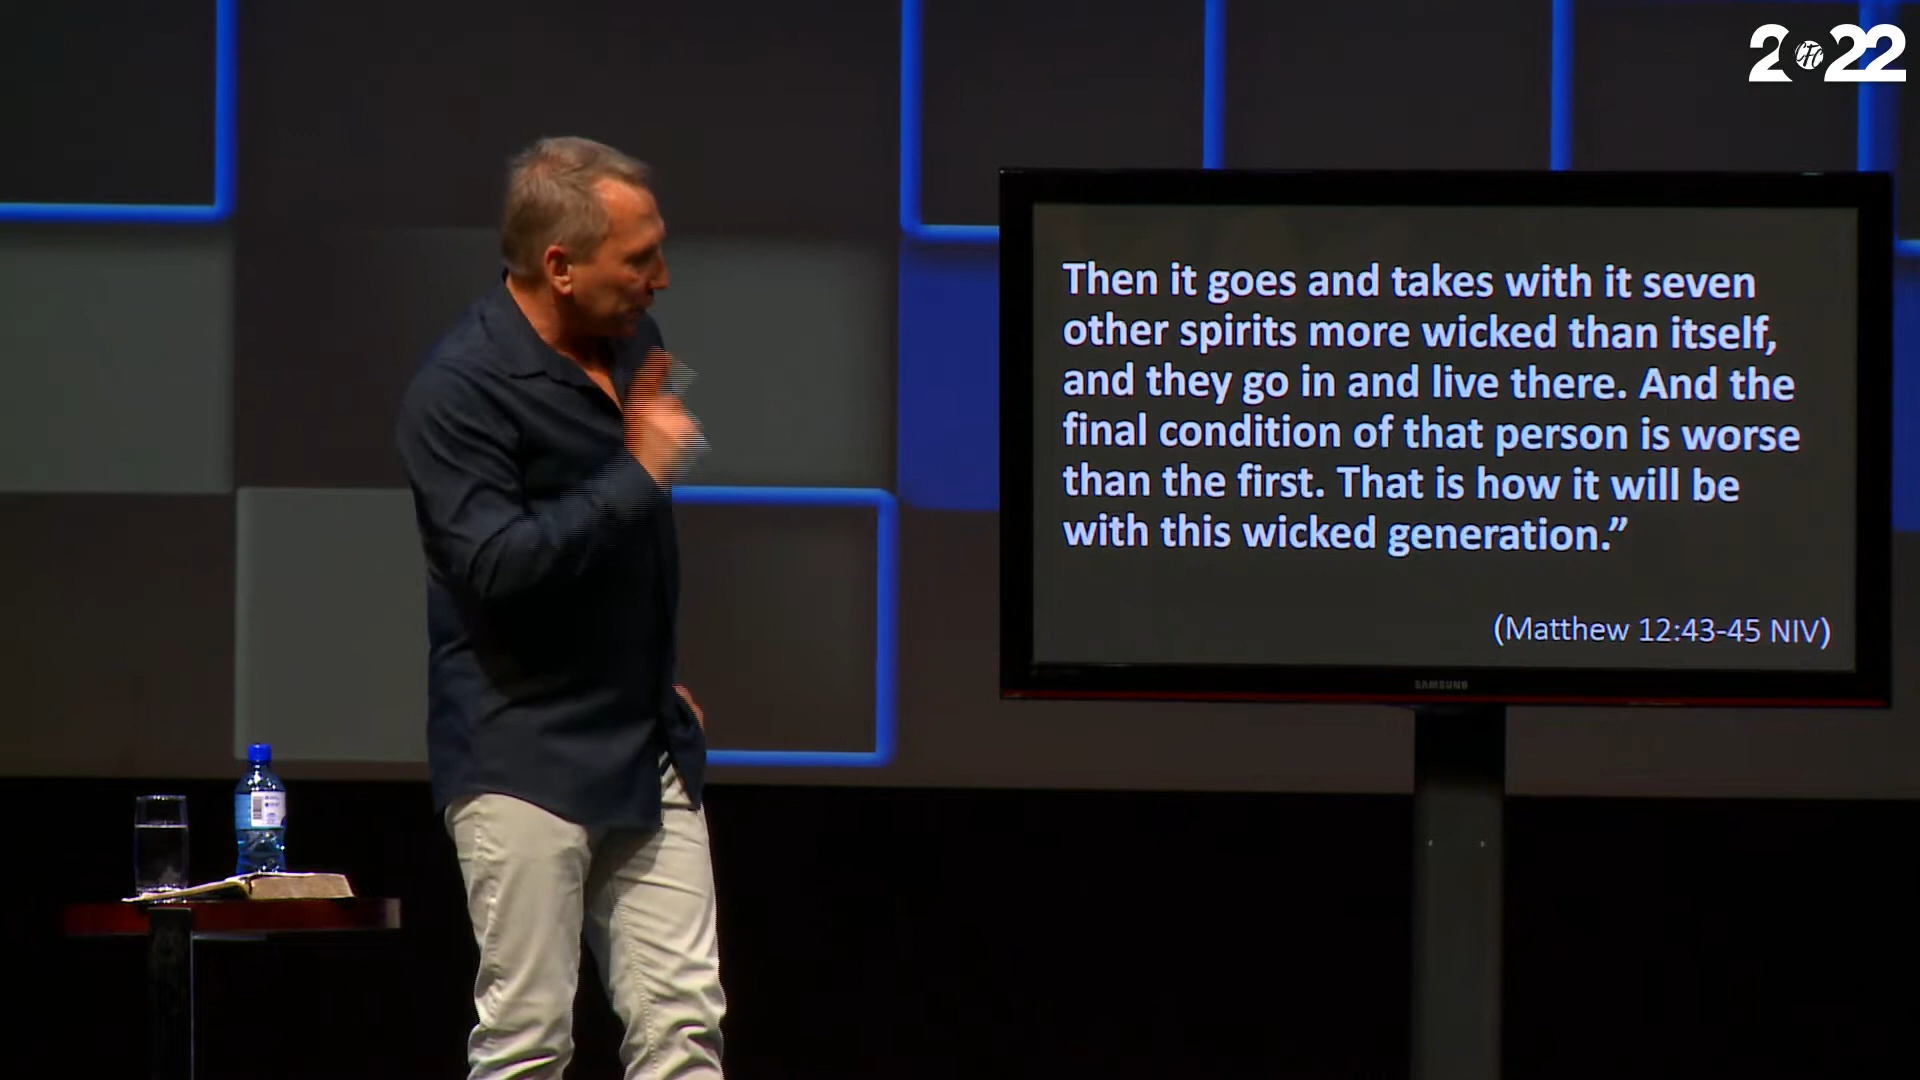 2022
Then it goes and takes with it seven
other spirits more wicked than itself,
and they go in and live there. And the
final condition of that person is worse
than the first. That is how it will be
with this wicked generation.”
(Matthew 12:43-45 NIV)
SAMSUNG